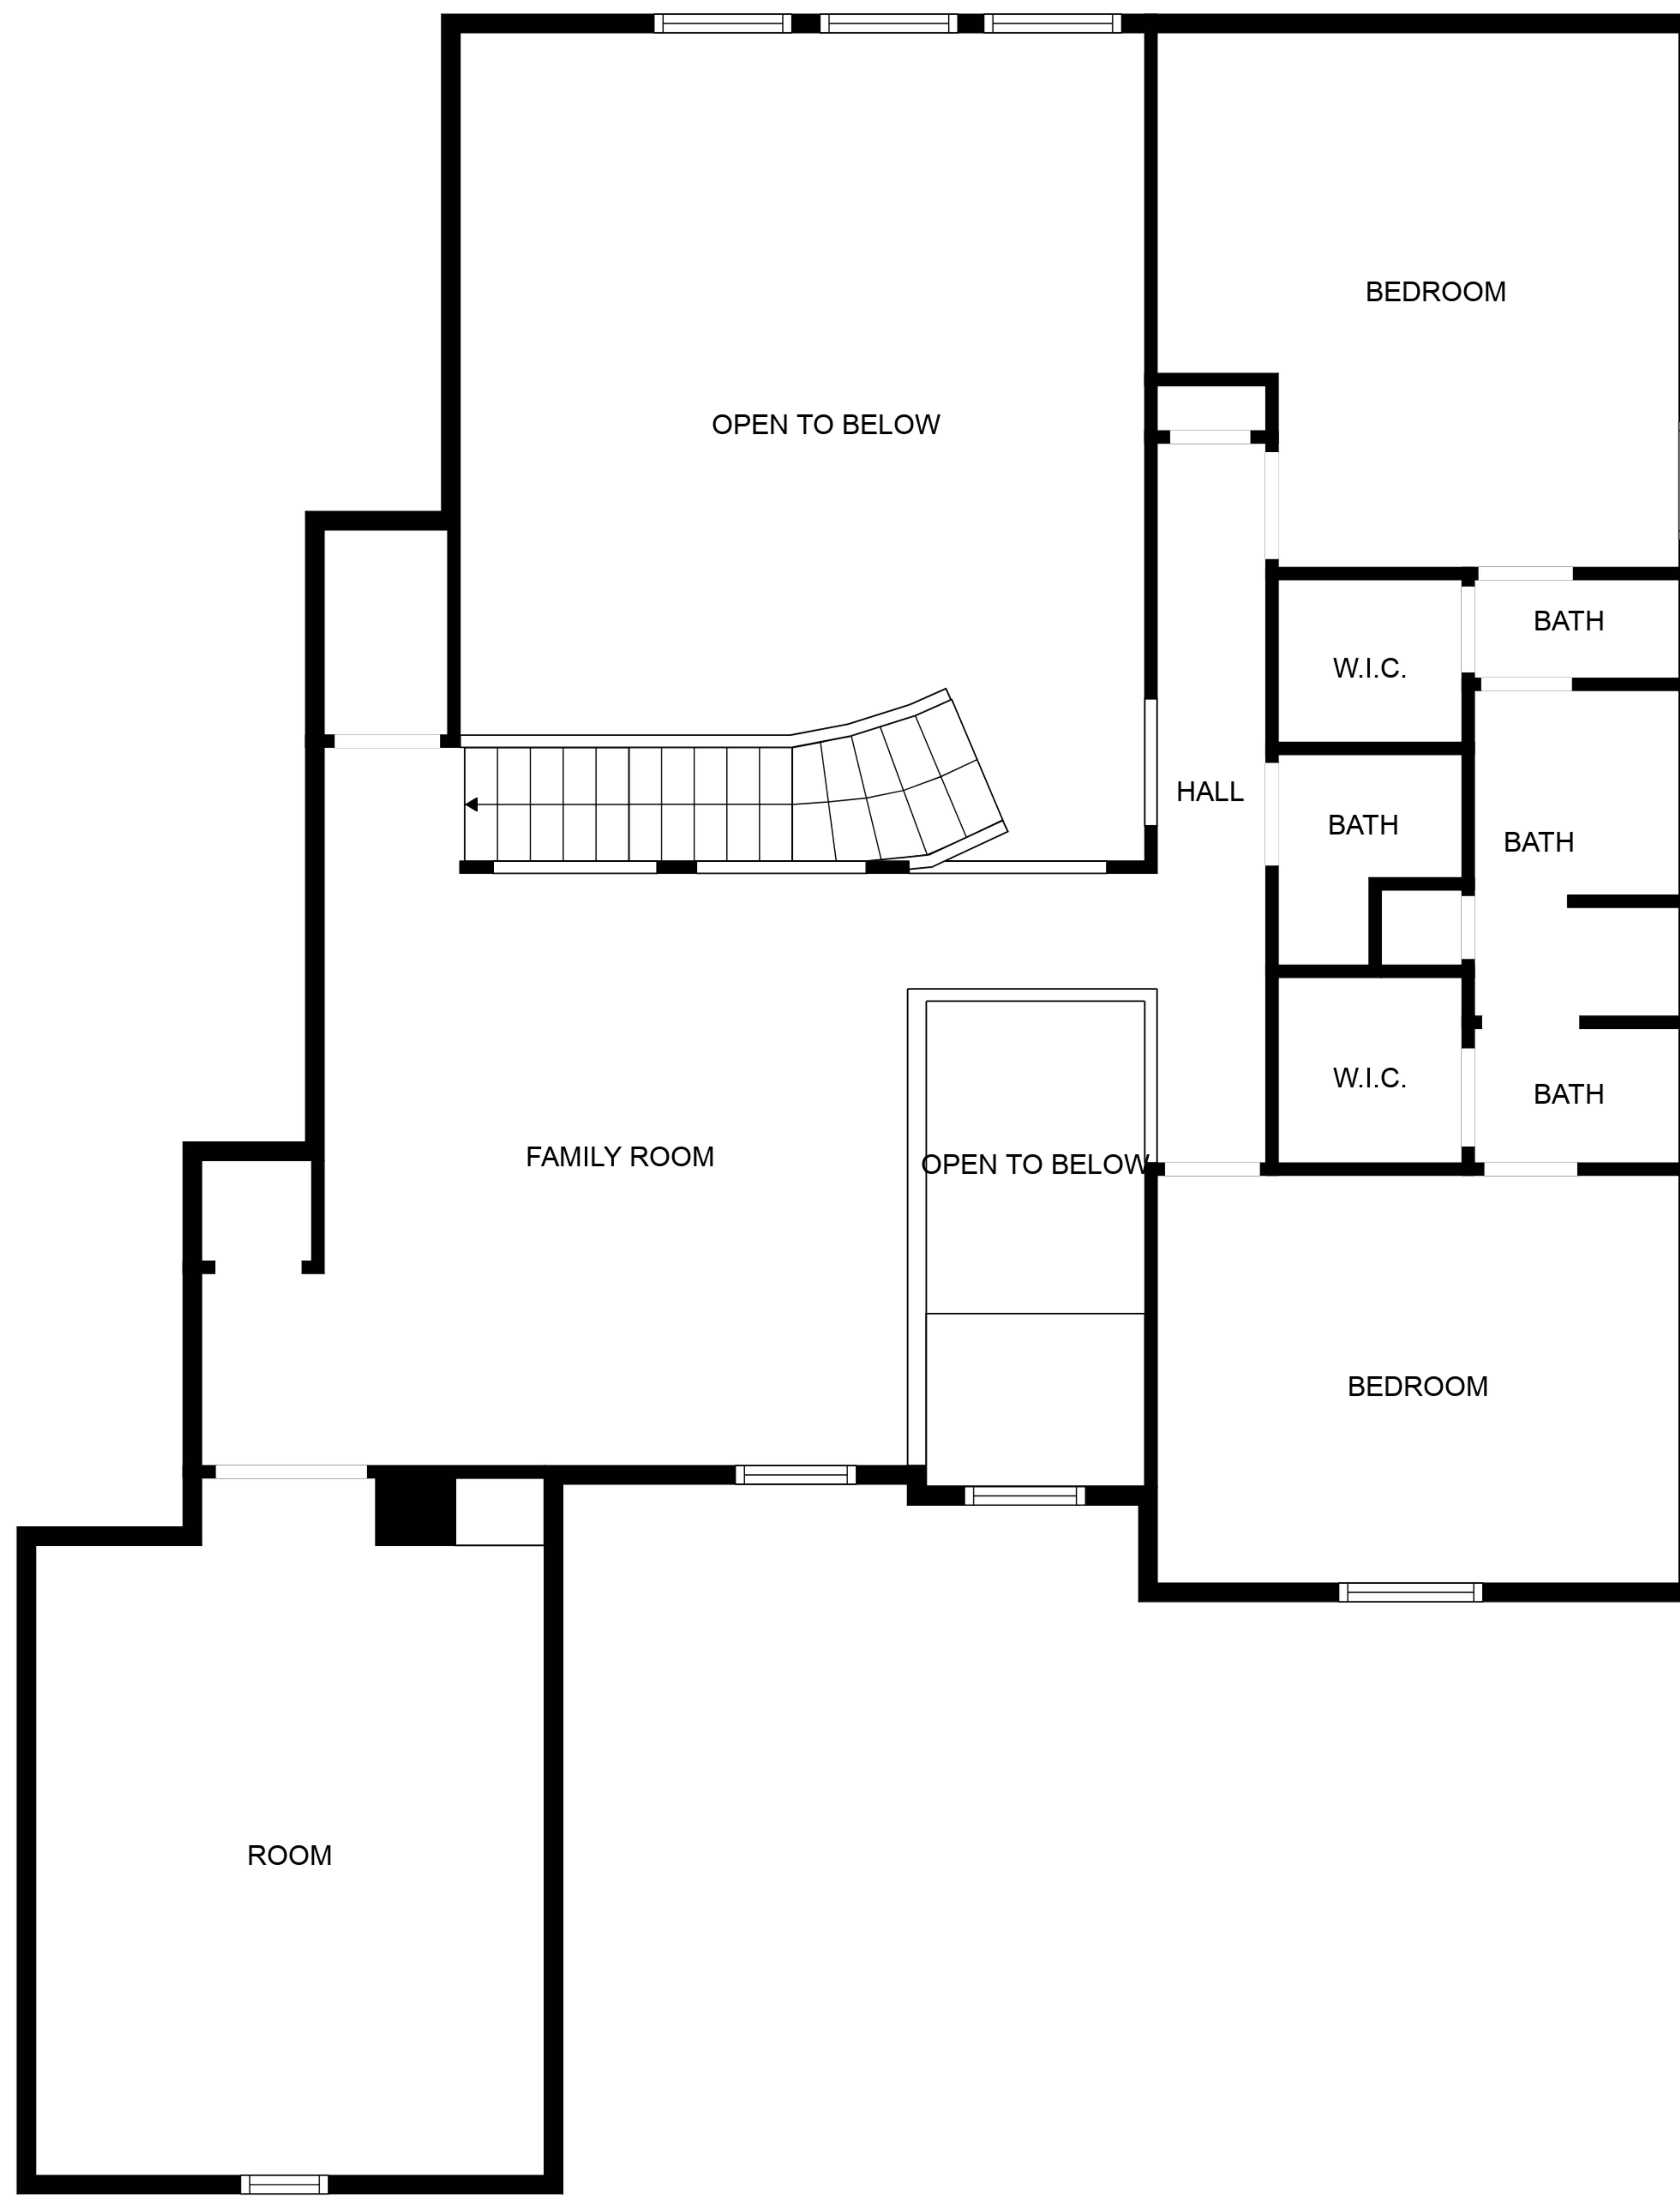 BEDROOM
OPEN TO BELOW
BATH
W.I.C.
HALL
BATH
BATH
W.I.C.
BATH
FAMILY ROOM
OPEN TO BELOW
BEDROOM
ROOM